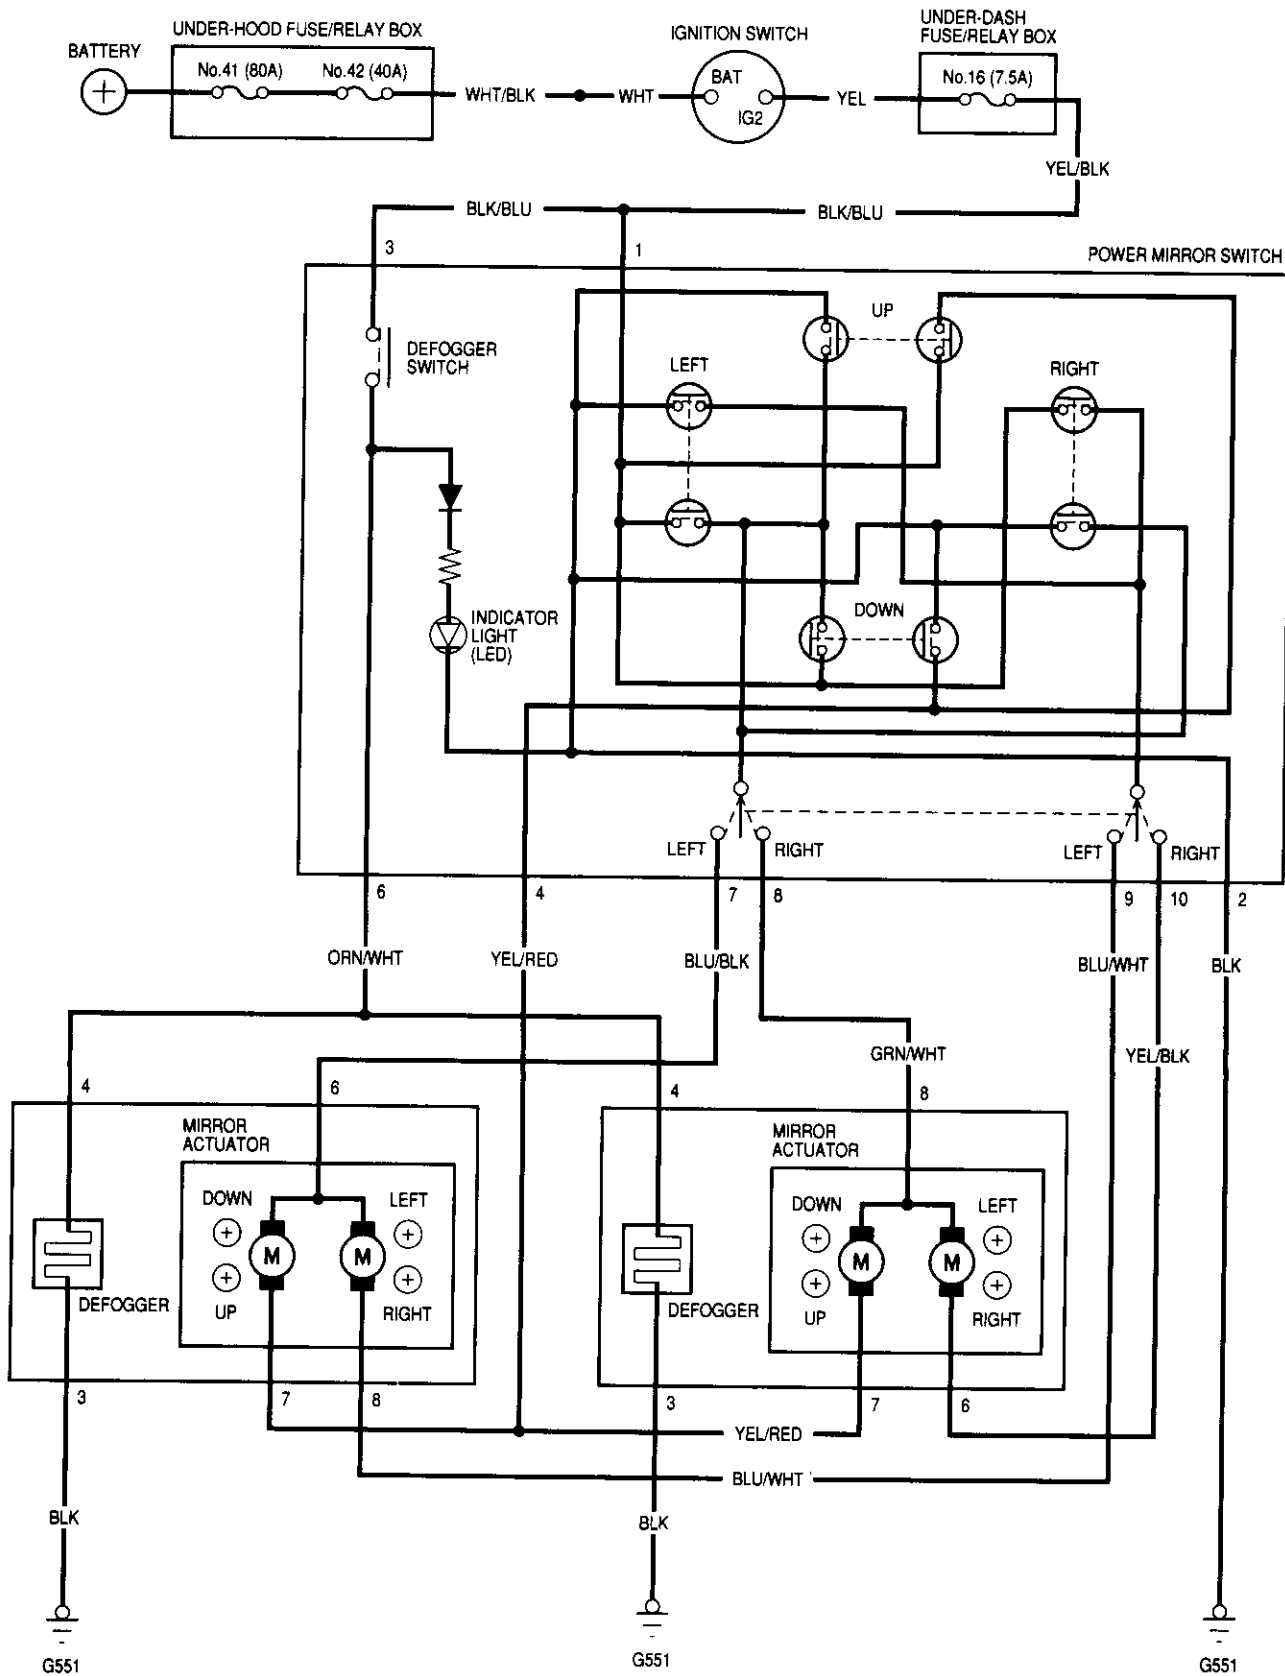 UNDER-HOOD FUSE/RELAY BOX
IGNITION SWITCH
UNDER-DASH
FUSE/RELAY BOX
BATTERY
No.41 (80A)
No.42 (40A)
WHT/BLK
WHT
BAT
IG2
YEL
No.16 (7.5A)
YEL/BLK
BLK/BLU
BLK/BLU
3
1
POWER MIRROR SWITCH
UP
DEFOGGER
SWITCH
LEFT
RIGHT
DOWN
INDICATOR
LIGHT
(LED)
LEFT
RIGHT
LEFT
RIGHT
6
4
7
8
9
10
2
ORN/WHT
YEL/RED
BLU/BLK
BLU/WHT
BLK
GRN/WHT
YEL/BLK
4
6
4
8
MIRROR
ACTUATOR
DOWN
LEFT
M
M
DEFOGGER
UP
RIGHT
MIRROR
ACTUATOR
DOWN
LEFT
M
M
DEFOGGER
UP
RIGHT
3
7
8
3
7
6
YEL/RED
BLU/WHT
BLK
BLK
G551
G551
G551